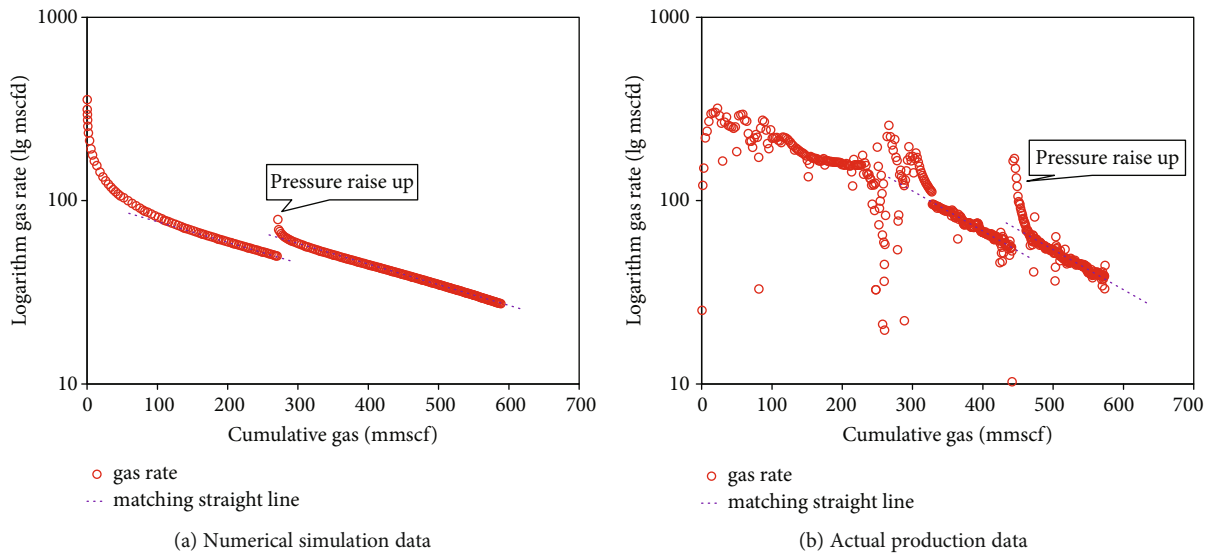 1000
100
10
Logarithm gas rate (lg mscfd)
Pressure raise up
0
100
200
300
400
500
600
700
Cumulative gas (mmscf)
gas rate
matching straight line
(a) Numerical simulation data
1000
100
10
Logarithm gas rate (lg mscfd)
Pressure raise up
0
100
200
300
400
500
600
700
Cumulative gas (mmscf)
gas rate
matching straight line
(b) Actual production data